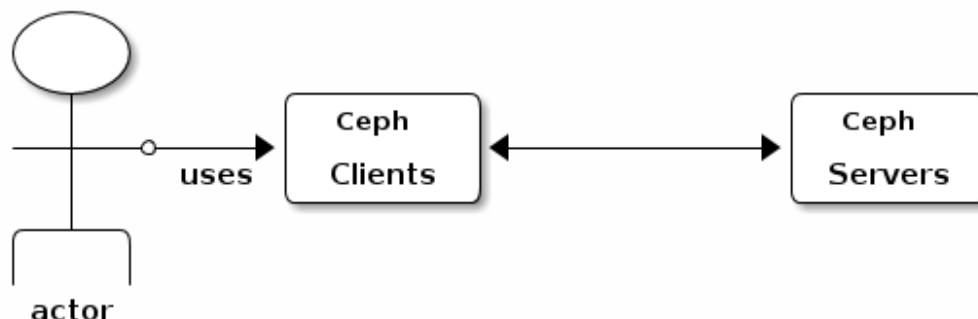 Ceph
Clients
Ceph
Servers
uses
actor